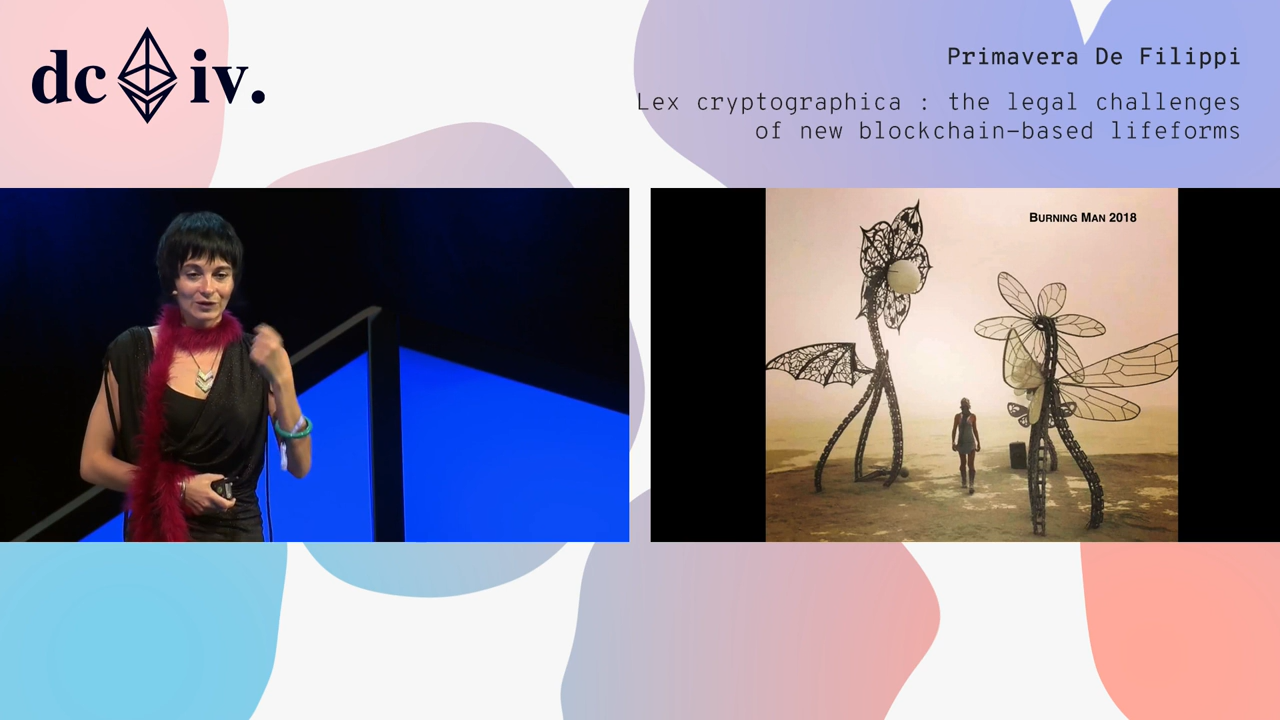 dc iv.
Primavera De Filippi
Lex cryptographica : the legal challenges
of new blockchain-based lifeforms
BURNING MAN 2018